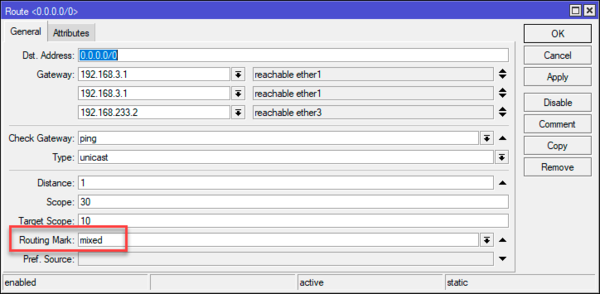 Route <0.0.0.0/0>
General Attributes
Dst. Address: 0.0.0.0/0
Gateway: 192.168.3.1 reachable ether1
192.168.3.1 reachable ether1
192.168.233.2 reachable ether3
Check Gateway: ping
Type: unicast
Distance: 1
Scope: 30
Target Scope: 10
Routing Mark: mixed
Pref. Source:
OK
Cancel
Apply
Disable
Comment
Copy
Remove
enabled active static